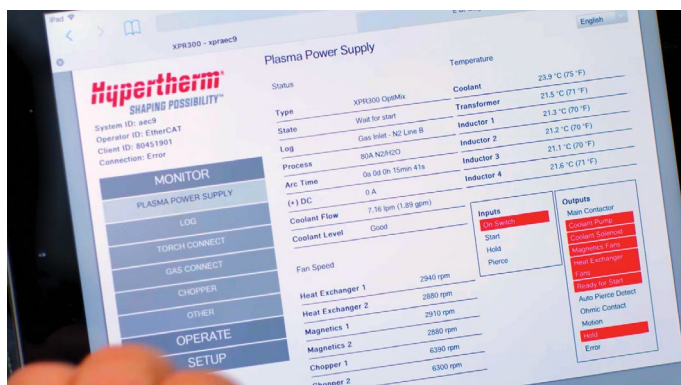 iPad
XPR300 - xpraec9
English
Hypertherm®
SHAPING POSSIBILITY™
System ID: aec9
Operator ID: EtherCAT
Client ID: 80451901
Connection: Error
MONITOR
PLASMA POWER SUPPLY
LOG
TORCH CONNECT
GAS CONNECT
CHOPPER
OTHER
OPERATE
SETUP
Plasma Power Supply
Status
Type XPR300 OptiMix
State Wait for start
Log Gas Inlet - N2 Line B
Process 80A N2/H2O
Arc Time 0a 0d 0h 15min 41s
(+) DC 0 A
Coolant Flow 7.16 lpm (1.89 gpm)
Coolant Level Good
Fan Speed
Heat Exchanger 1 2940 rpm
Heat Exchanger 2 2880 rpm
Magnetics 1 2910 rpm
Magnetics 2 2880 rpm
Chopper 1 6390 rpm
Chopper 2 6300 rpm
Temperature
Coolant 23.9 °C (75 °F)
Transformer 21.5 °C (71 °F)
Inductor 1 21.3 °C (70 °F)
Inductor 2 21.2 °C (70 °F)
Inductor 3 21.1 °C (70 °F)
Inductor 4 21.6 °C (71 °F)
Inputs
On Switch
Start
Hold
Pierce
Outputs
Main Contactor
Coolant Pump
Coolant Solenoid
Magnetics Fans
Heat Exchanger
Fans
Ready for Start
Auto Pierce Detect
Ohmic Contact
Motion
Hold
Error